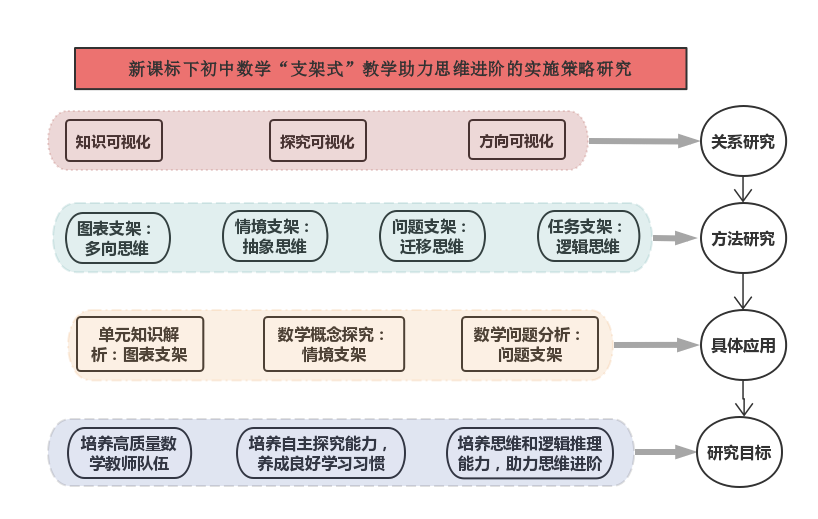 新课标下初中数学“支架式”教学助力思维进阶的实施策略研究
知识可视化
探究可视化
方向可视化
关系研究
图表支架：
多向思维
情境支架：
抽象思维
问题支架：
迁移思维
任务支架：
逻辑思维
方法研究
单元知识解
析：图表支架
数学概念探究：
情境支架
数学问题分析：
问题支架
具体应用
培养高质量数
学教师队伍
培养自主探究能力，
养成良好学习习惯
培养思维和逻辑推理
能力，助力思维进阶
研究目标